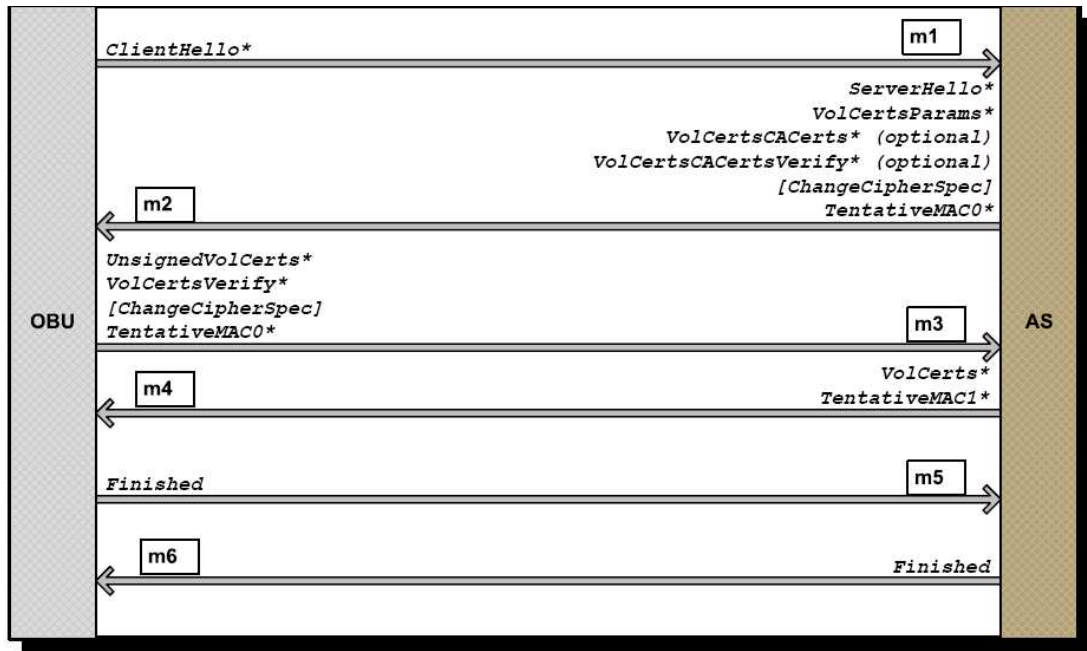 m1
ClientHello*
ServerHello*
VolCertsParams*
VolCertsCACerts* (optional)
VolCertsCACertsVerify* (optional)
[ChangeCipherSpec]
TentativeMAC0*
m2
UnsignedVolCerts*
VolCertsVerify*
[ChangeCipherSpec]
TentativeMAC0*
OBU
m3
AS
VolCerts*
TentativeMAC1*
m4
Finished
m5
m6
Finished